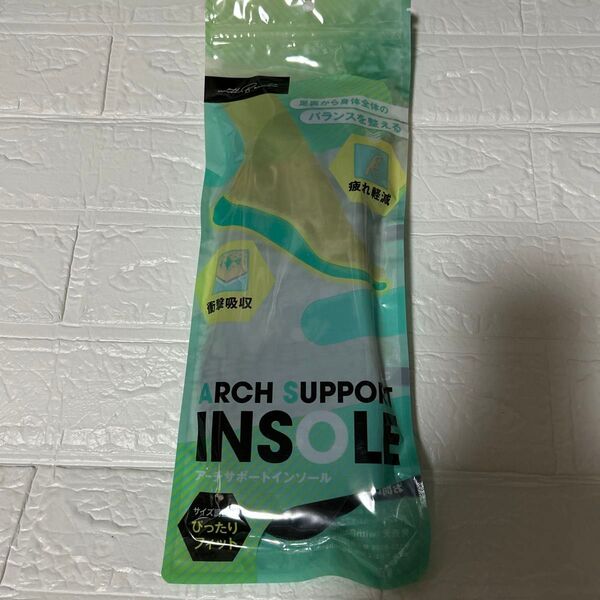 足裏から身体全体の
バランスを整える
疲れ軽減
衝撃吸収
ARCH SUPPORT
INSOLE
アーチサポートインソール
ぴったり
フィット